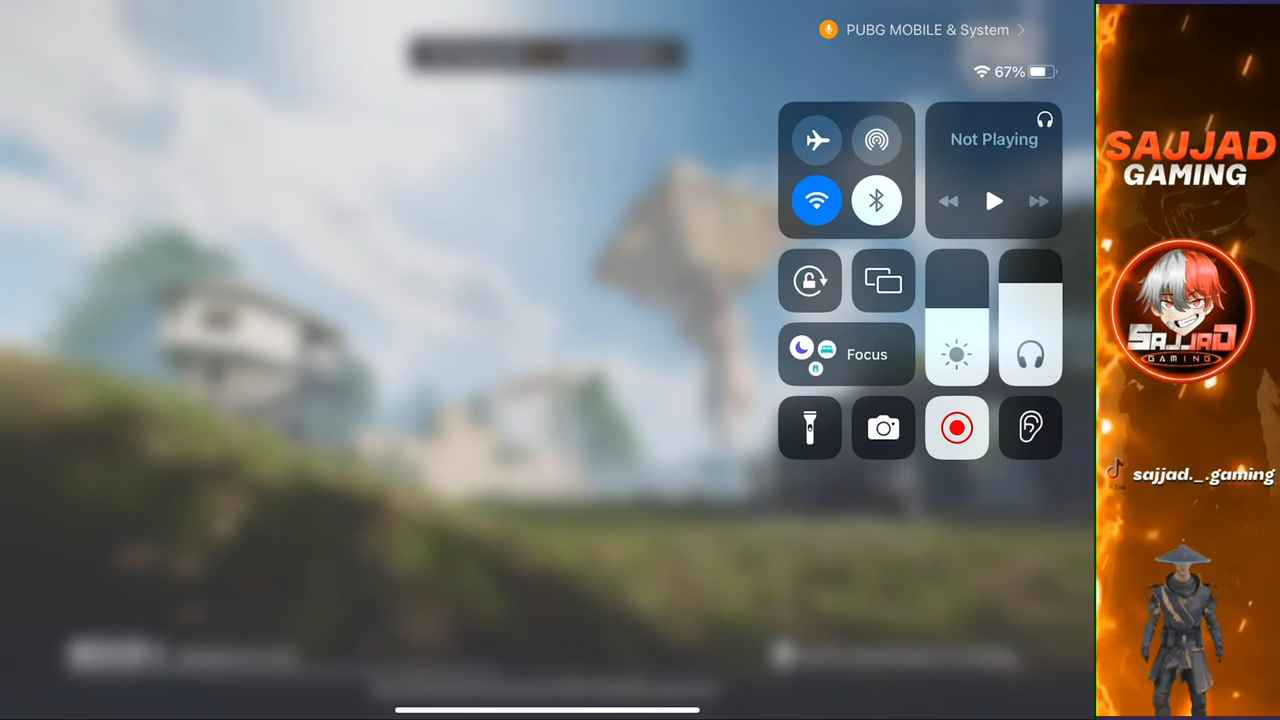 PUBG MOBILE & System
67%
Not Playing
Focus
SAJJAD
GAMING
SAJJAD
GAMING
sajjad._.gaming